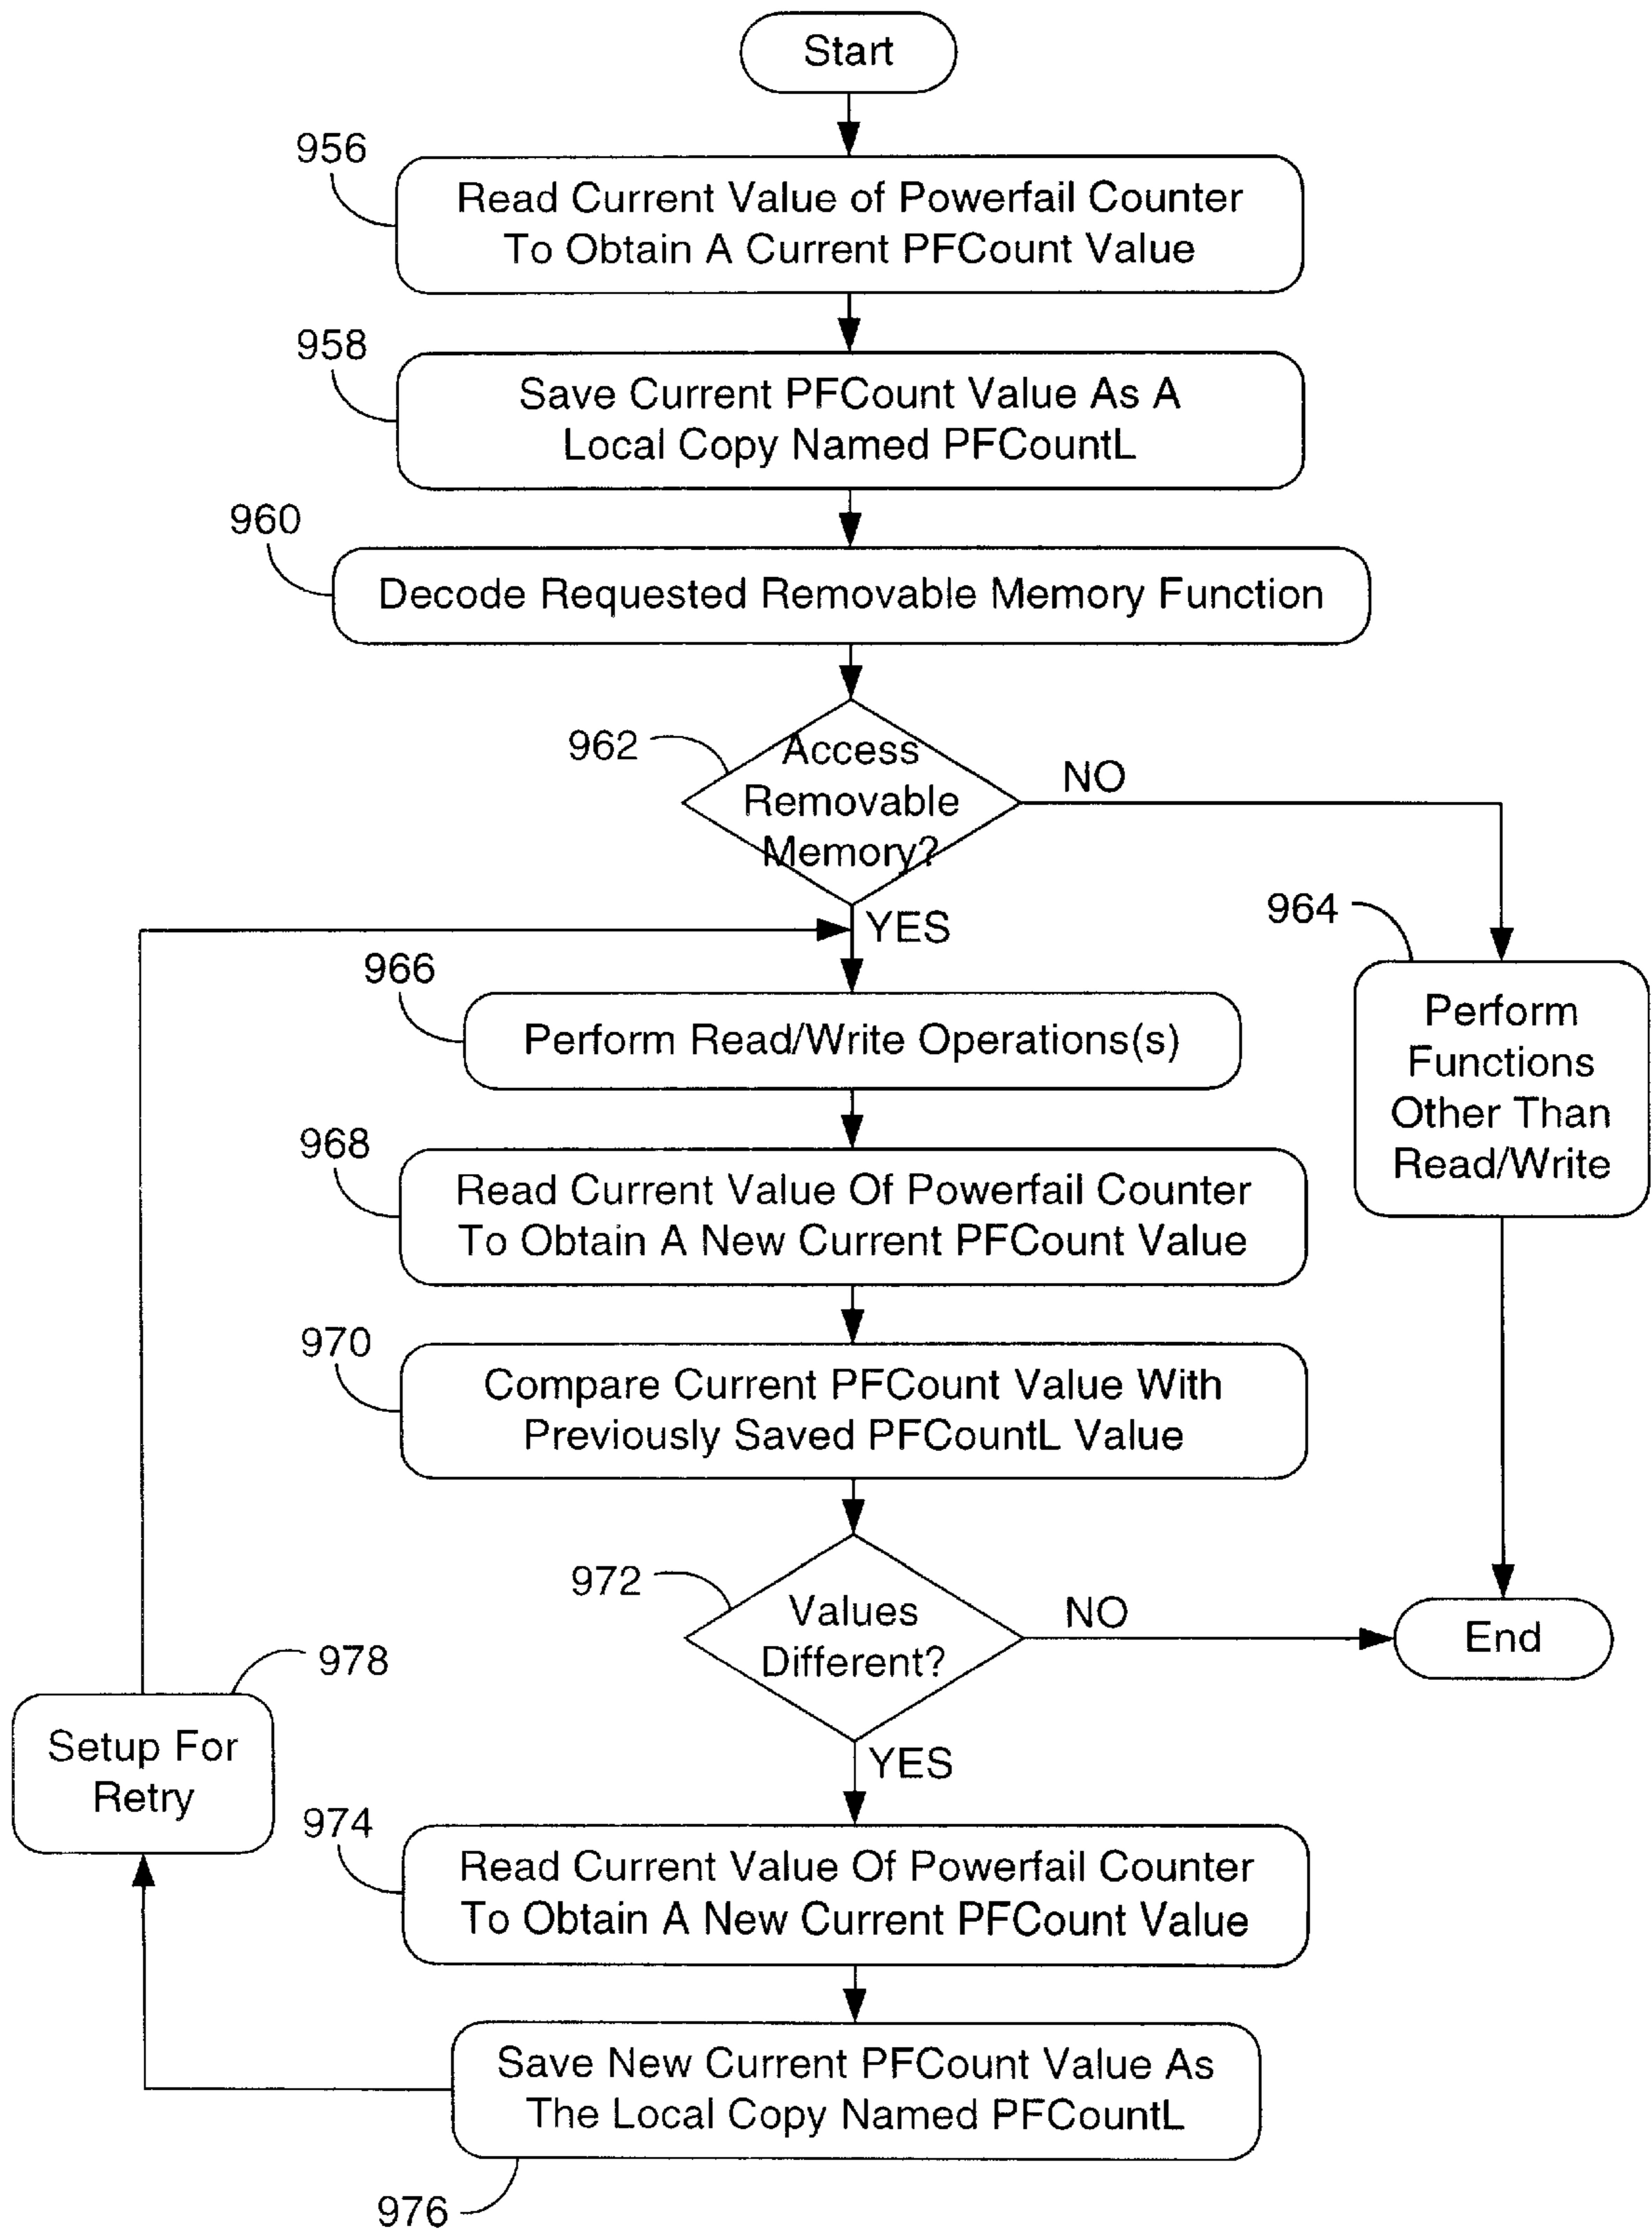 Start
956
Read Current Value of Powerfail Counter
To Obtain A Current PFCount Value
958
Save Current PFCount Value As A
Local Copy Named PFCountL
960
Decode Requested Removable Memory Function
962
Access
Removable
Memory?
NO
YES
964
Perform
Functions
Other Than
Read/Write
966
Perform Read/Write Operations(s)
968
Read Current Value Of Powerfail Counter
To Obtain A New Current PFCount Value
970
Compare Current PFCount Value With
Previously Saved PFCountL Value
972
Values
Different?
NO
End
YES
978
Setup For
Retry
974
Read Current Value Of Powerfail Counter
To Obtain A New Current PFCount Value
Save New Current PFCount Value As
The Local Copy Named PFCountL
976